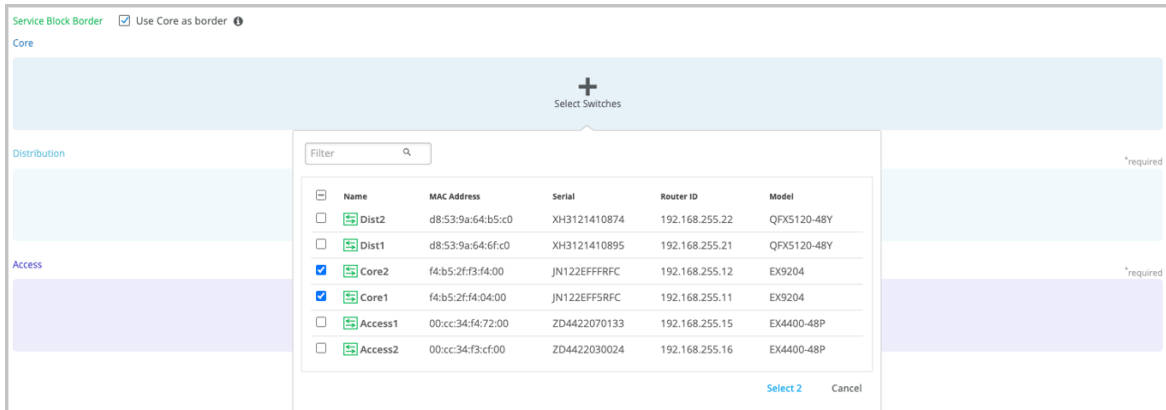 Service Block Border Use Core as border
Core
Select Switches
Filter
Distribution
*required
Name MAC Address Serial Router ID Model
Dist2 d8:53:9a:64:b5:c0 XH3121410874 192.168.255.22 QFX5120-48Y
Dist1 d8:53:9a:64:6f:c0 XH3121410895 192.168.255.21 QFX5120-48Y
Access
*required
Core2 f4:b5:2f:f3:f4:00 JN122EFFFRFC 192.168.255.12 EX9204
Core1 f4:b5:2f:f4:04:00 JN122EFF5RFC 192.168.255.11 EX9204
Access1 00:cc:34:f4:72:00 ZD4422070133 192.168.255.15 EX4400-48P
Access2 00:cc:34:f3:cf:00 ZD4422030024 192.168.255.16 EX4400-48P
Select 2 Cancel